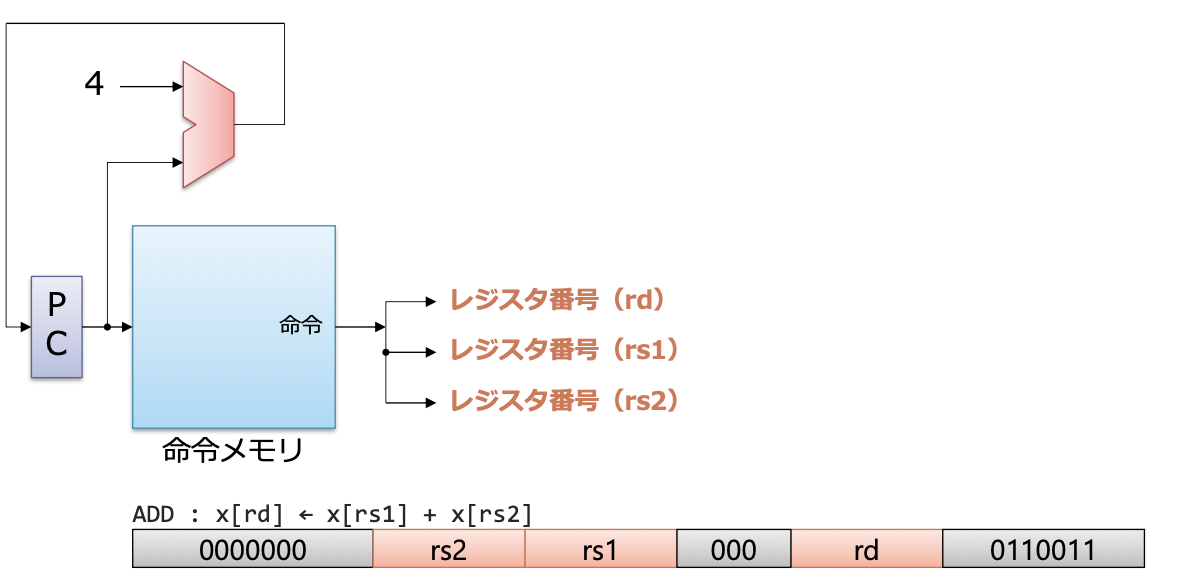 4
PC
命令
レジスタ番号（rd）
レジスタ番号（rs1）
レジスタ番号（rs2）
命令メモリ
ADD : x[rd] ← x[rs1] + x[rs2]
0000000 rs2 rs1 000 rd 0110011